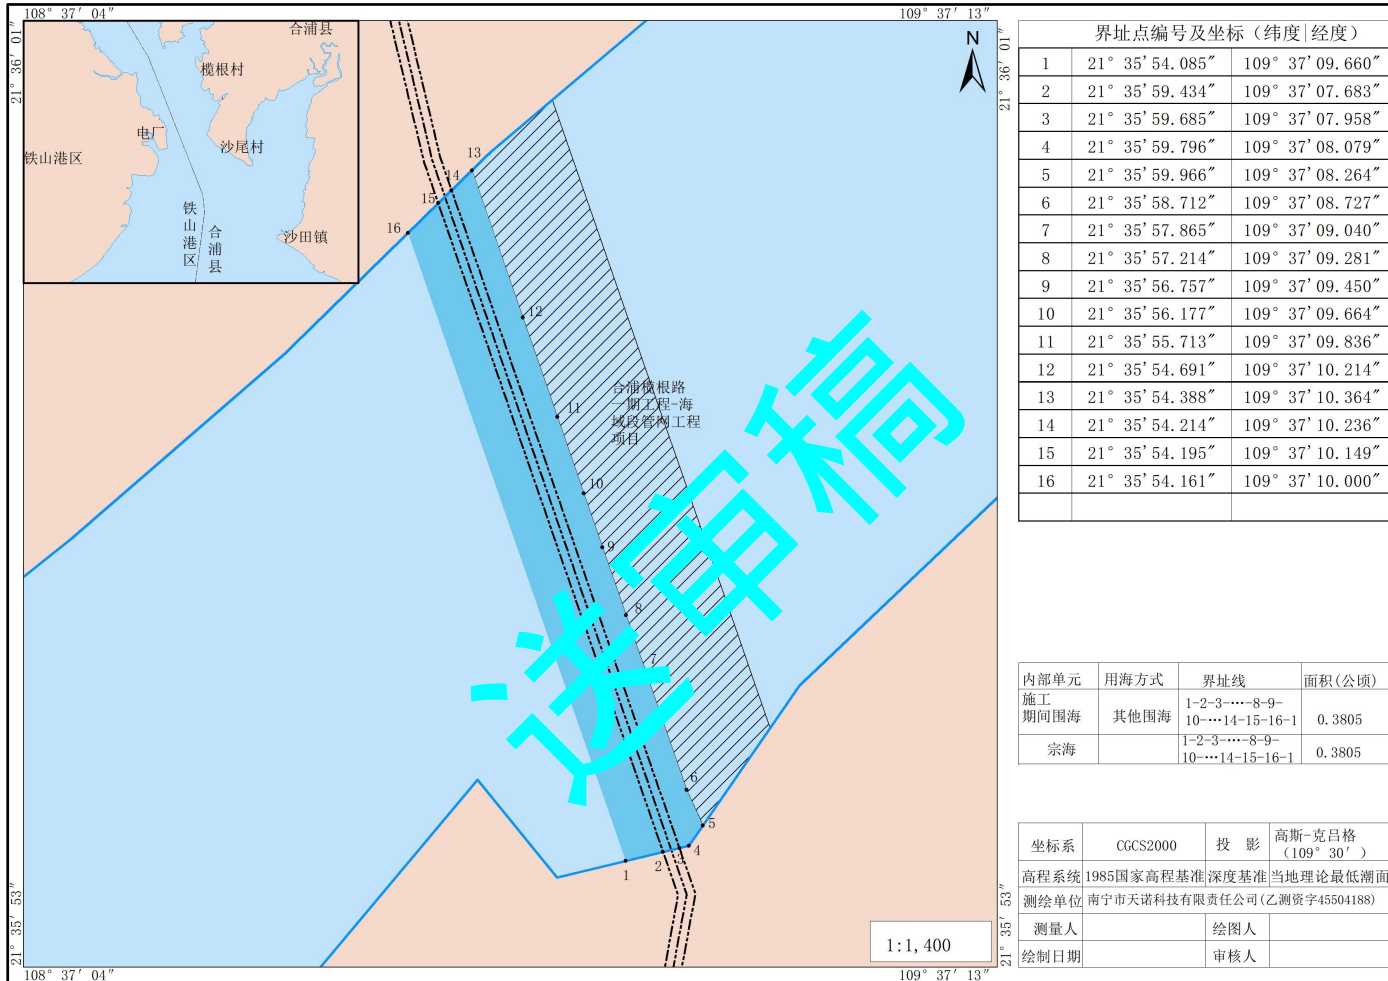 108° 37′ 04″
109° 37′ 13″
21° 36′ 01″
21° 36′ 01″
合浦县
榄根村
电厂
沙尾村
铁山港区
铁山港区
合浦县
沙田镇
N
13
14
15
16
12
合浦榄根路
一期工程-海
域段管网工程
项目
11
10
9
8
7
6
5
4
3
2
1
送审稿
1:1,400
21° 35′ 53″
21° 35′ 53″
108° 37′ 04″
109° 37′ 13″
界址点编号及坐标（纬度|经度）
1 21° 35′54.085″ 109° 37′09.660″
2 21° 35′59.434″ 109° 37′07.683″
3 21° 35′59.685″ 109° 37′07.958″
4 21° 35′59.796″ 109° 37′08.079″
5 21° 35′59.966″ 109° 37′08.264″
6 21° 35′58.712″ 109° 37′08.727″
7 21° 35′57.865″ 109° 37′09.040″
8 21° 35′57.214″ 109° 37′09.281″
9 21° 35′56.757″ 109° 37′09.450″
10 21° 35′56.177″ 109° 37′09.664″
11 21° 35′55.713″ 109° 37′09.836″
12 21° 35′54.691″ 109° 37′10.214″
13 21° 35′54.388″ 109° 37′10.364″
14 21° 35′54.214″ 109° 37′10.236″
15 21° 35′54.195″ 109° 37′10.149″
16 21° 35′54.161″ 109° 37′10.000″
内部单元 用海方式 界址线 面积(公顷)
施工
期间围海 其他围海 1-2-3-…-8-9-
10-…14-15-16-1 0.3805
宗海 1-2-3-…-8-9-
10-…14-15-16-1 0.3805
坐标系 CGCS2000 投 影 高斯-克吕格
（109° 30′ ）
高程系统 1985国家高程基准 深度基准 当地理论最低潮面
测绘单位 南宁市天诺科技有限责任公司(乙测资字45504188)
测量人 绘图人
绘制日期 审核人